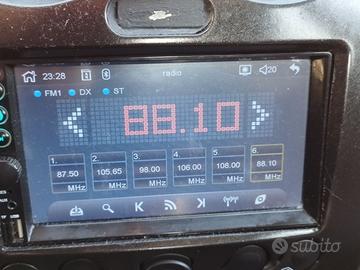 23:28
radio
20
FM1
DX
ST
88.10
1.
2.
3.
4.
5.
6.
87.50
105.65
98.00
106.00
108.00
88.10
MHz
MHz
MHz
MHz
MHz
MHz
subito